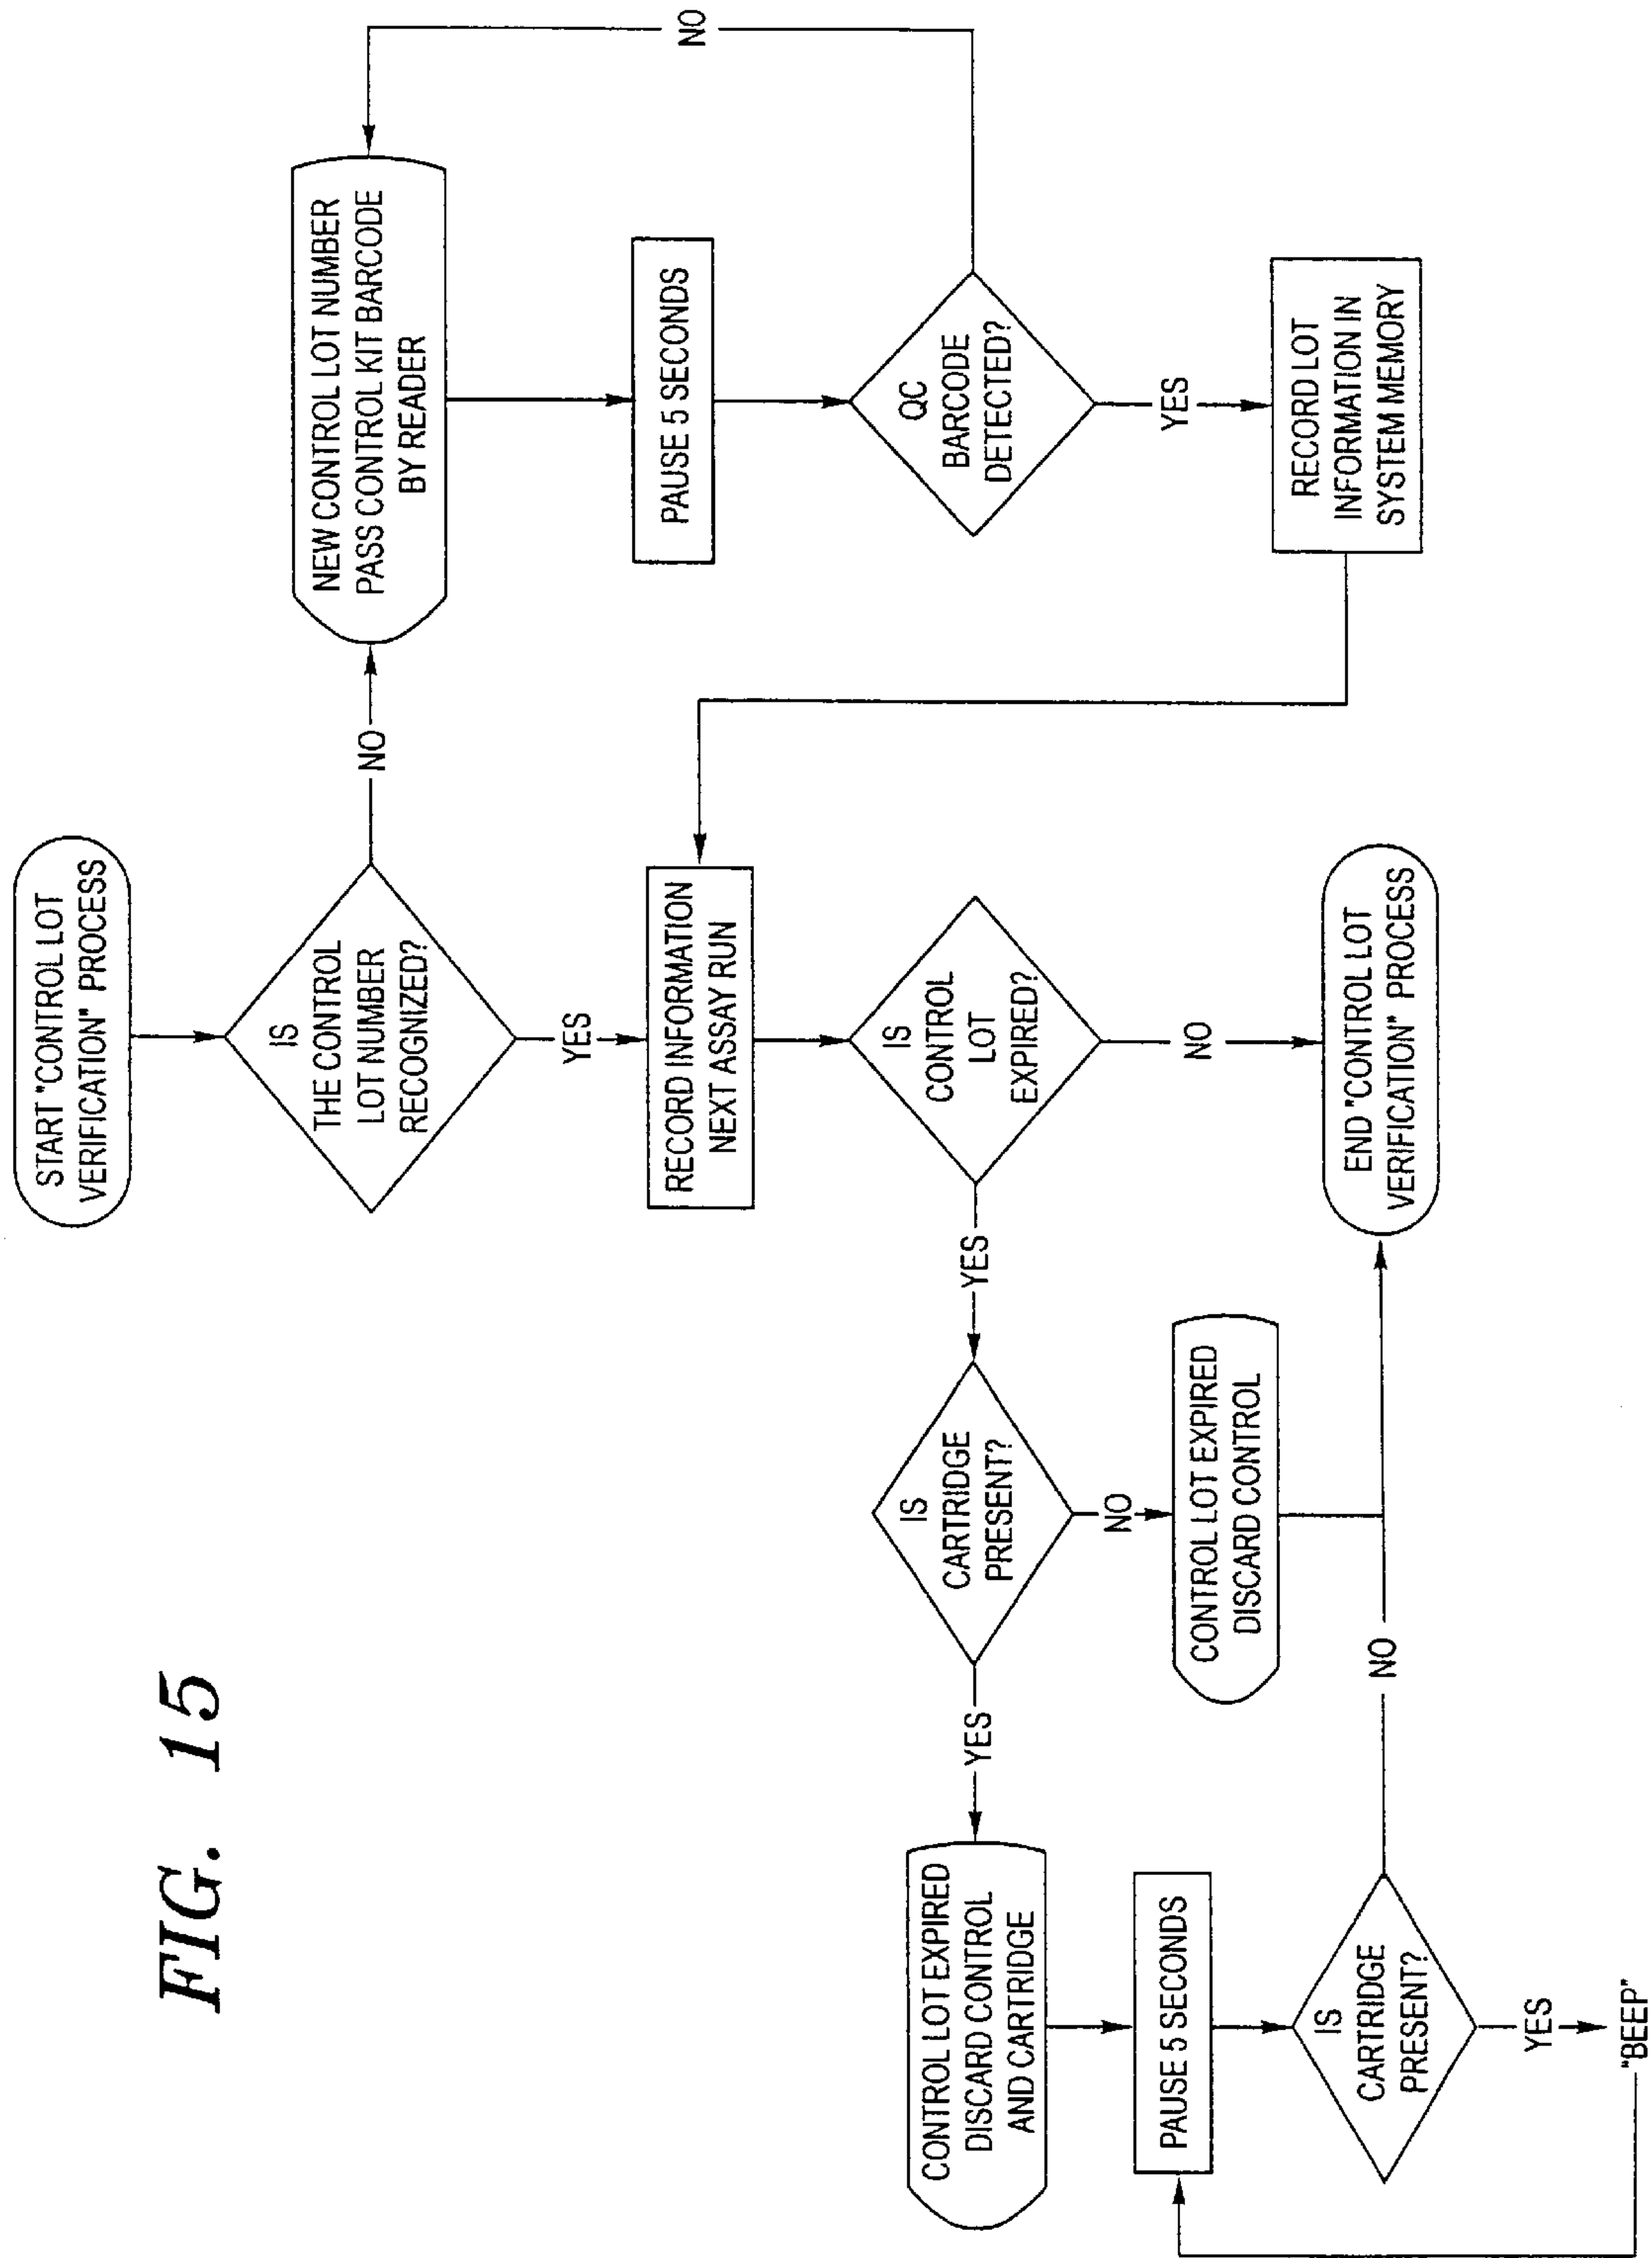 FIG. 15
START "CONTROL LOT
VERIFICATION" PROCESS
IS
THE CONTROL
LOT NUMBER
RECOGNIZED?
NO
NEW CONTROL LOT NUMBER
PASS CONTROL KIT BARCODE
BY READER
PAUSE 5 SECONDS
QC
BARCODE
DETECTED?
NO
YES
RECORD LOT
INFORMATION IN
SYSTEM MEMORY
YES
RECORD INFORMATION
NEXT ASSAY RUN
IS
CONTROL
LOT
EXPIRED?
NO
END "CONTROL LOT
VERIFICATION" PROCESS
YES
IS
CARTRIDGE
PRESENT?
NO
CONTROL LOT EXPIRED
DISCARD CONTROL
YES
CONTROL LOT EXPIRED
DISCARD CONTROL
AND CARTRIDGE
PAUSE 5 SECONDS
IS
CARTRIDGE
PRESENT?
NO
YES
"BEEP"